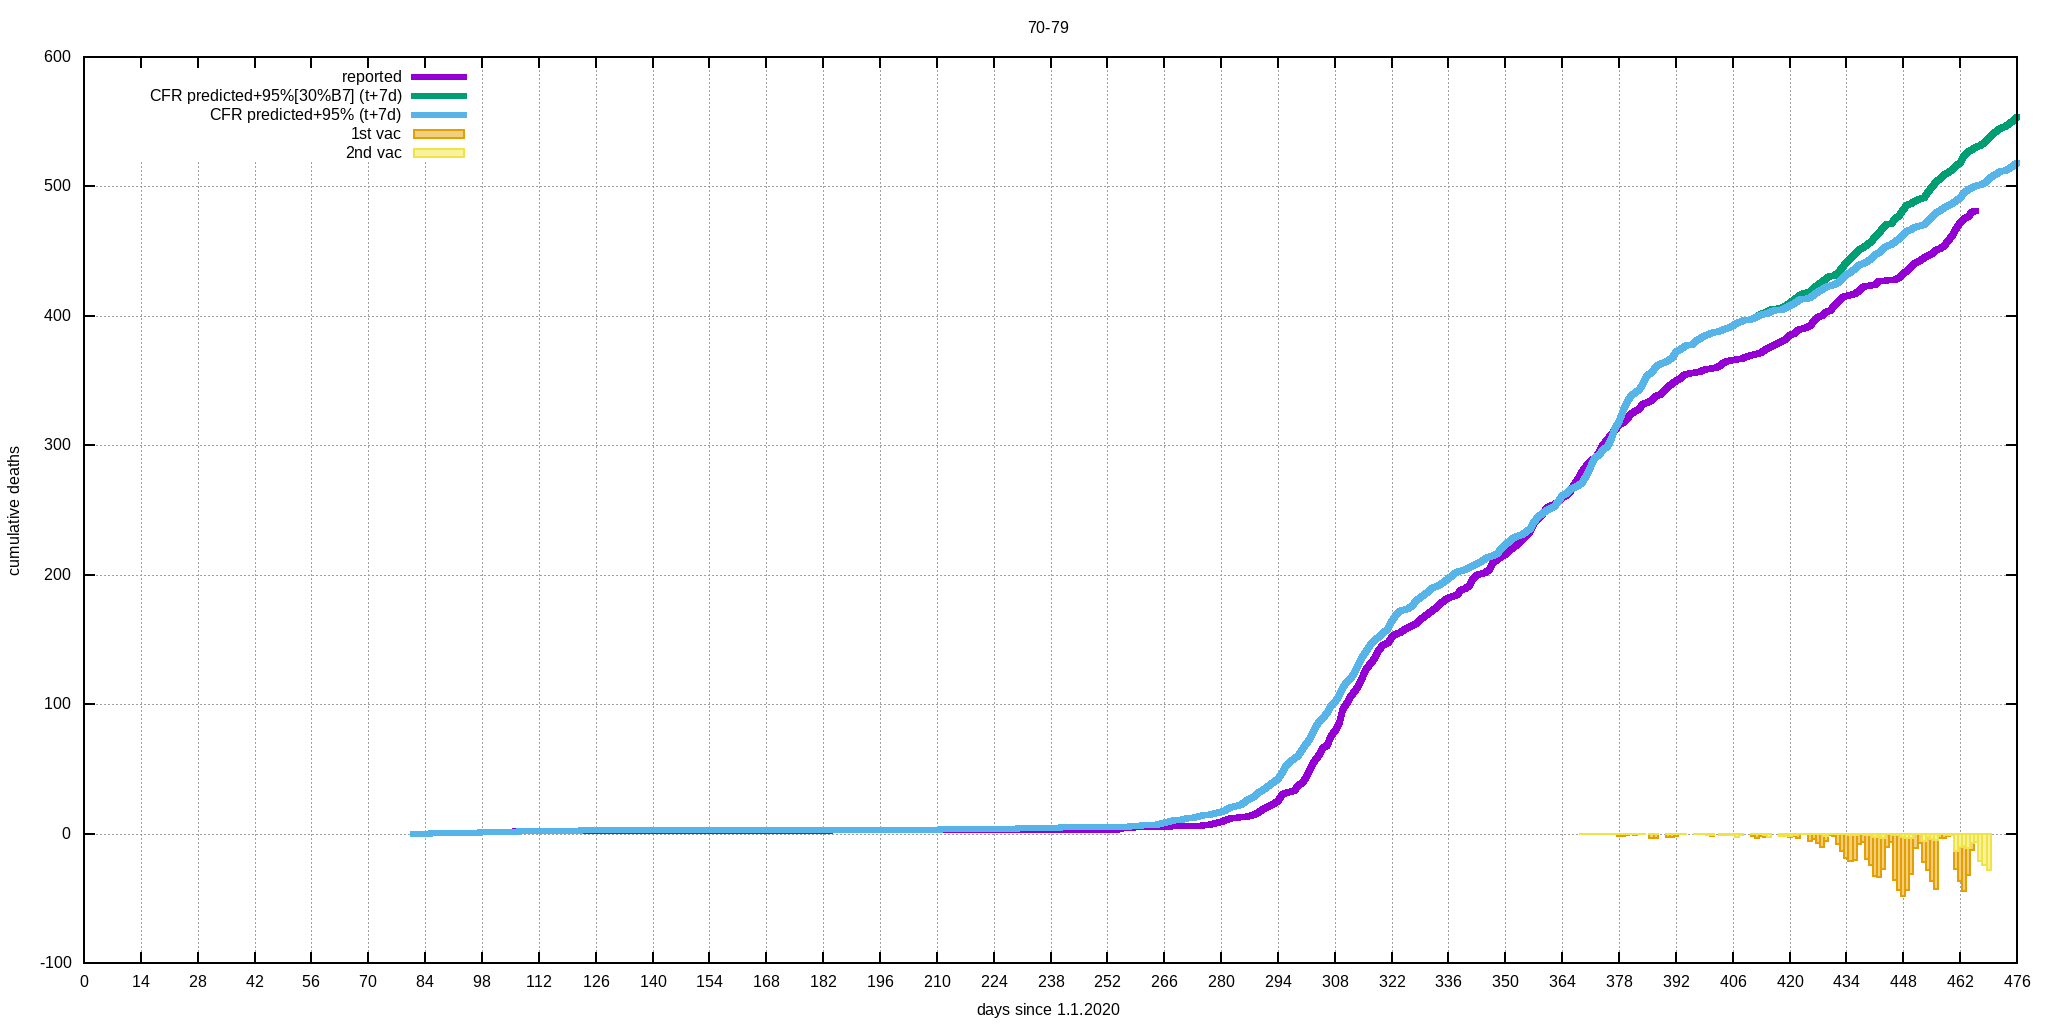 70-79
600
500
400
300
200
100
0
-100
reported
CFR predicted+95%[30%B7] (t+7d)
CFR predicted+95% (t+7d)
1st vac
2nd vac
cumulative deaths
0 14 28 42 56 70 84 98 112 126 140 154 168 182 196 210 224 238 252 266 280 294 308 322 336 350 364 378 392 406 420 434 448 462 476
days since 1.1.2020